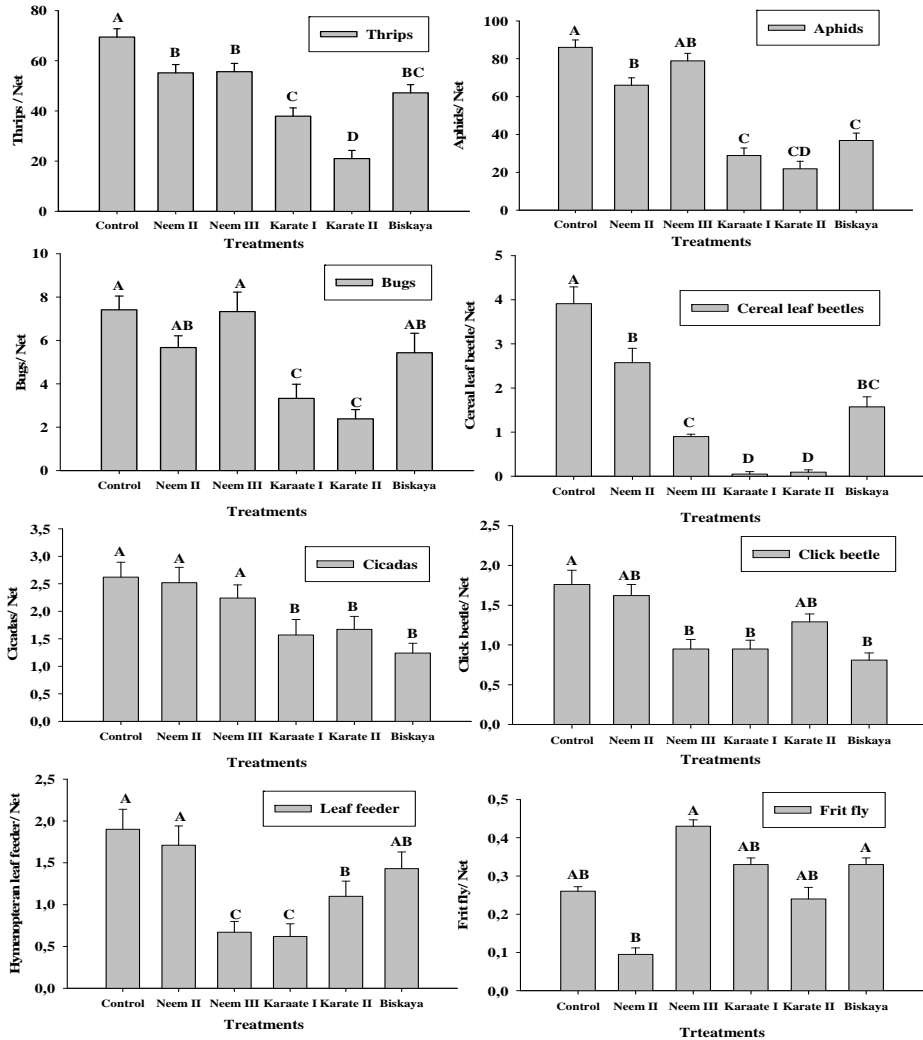 A
B
B
C
D
BC
Thrips
80
60
40
20
0
Thrips / Net
Control Neem II Neem III Karaate I Karate II Biskaya
Treatments
A
B
AB
C
CD
C
Aphids
100
80
60
40
20
0
Aphids/ Net
Control Neem II Neem III Karaate I Karate II Biskaya
Treatments
A
AB
A
C
C
AB
Bugs
10
8
6
4
2
0
Bugs/ Net
Control Neem II Neem III Karaate I Karate II Biskaya
Treatments
A
B
C
D
D
BC
Cereal leaf beetles
5
4
3
2
1
0
Cereal leaf beetle/ Net
Control Neem II Neem III Karaate I Karate II Biskaya
Treatments
A
A
A
B
B
B
Cicadas
3,5
3,0
2,5
2,0
1,5
1,0
0,5
0,0
Cicadas/ Net
Control Neem II Neem III Karaate I Karate II Biskaya
Treatments
A
AB
B
B
AB
B
Click beetle
2,5
2,0
1,5
1,0
0,5
0,0
Click beetle/ Net
Control Neem II Neem III Karaate I Karate II Biskaya
Treatments
A
A
C
C
B
AB
Leaf feeder
2,5
2,0
1,5
1,0
0,5
0,0
Hymenopteran leaf feeder/ Net
Control Neem II Neem III Karaate I Karate II Biskaya
Treatments
AB
B
A
AB
AB
A
Frit fly
0,5
0,4
0,3
0,2
0,1
0,0
Frit fly/ Net
Control Neem II Neem III Karaate I Karate II Biskaya
Trteatments